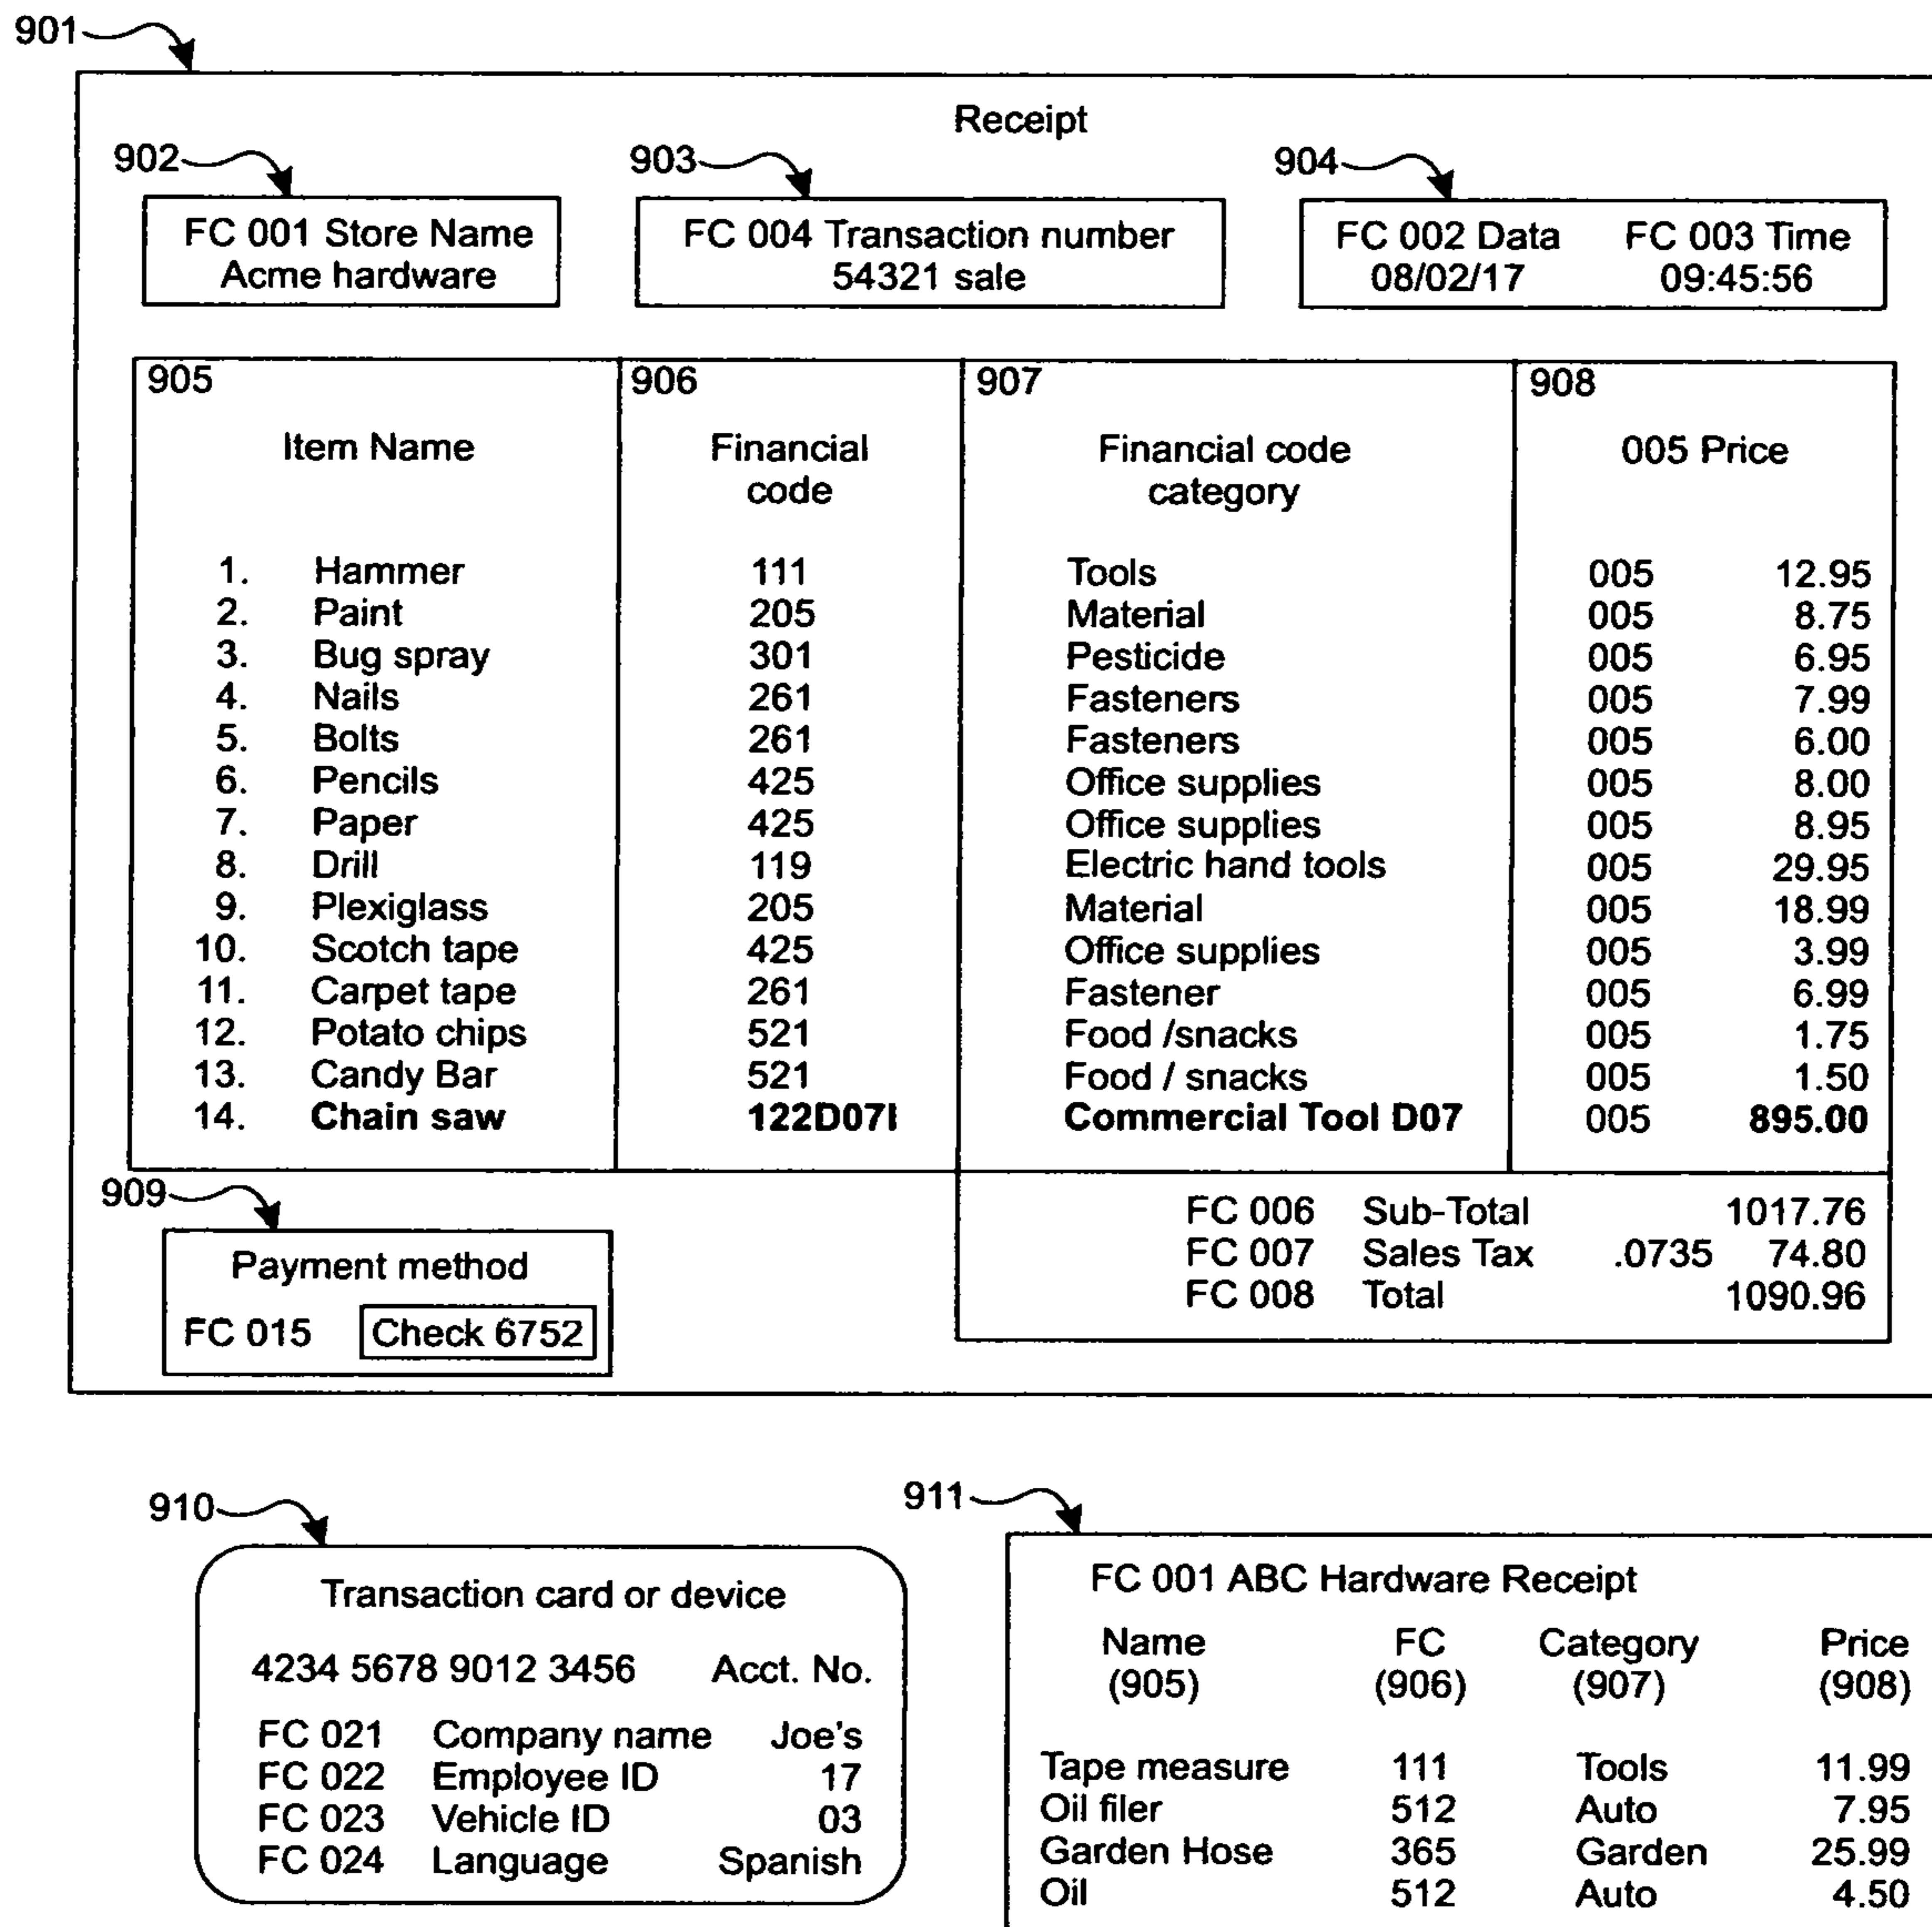 901
Receipt
902 903 904
FC 001 Store Name FC 004 Transaction number FC 002 Data FC 003 Time
Acme hardware 54321 sale 08/02/17 09:45:56
905 906 907 908
Item Name Financial Financial code 005 Price
code category
1. Hammer 111 Tools 005 12.95
2. Paint 205 Material 005 8.75
3. Bug spray 301 Pesticide 005 6.95
4. Nails 261 Fasteners 005 7.99
5. Bolts 261 Fasteners 005 6.00
6. Pencils 425 Office supplies 005 8.00
7. Paper 425 Office supplies 005 8.95
8. Drill 119 Electric hand tools 005 29.95
9. Plexiglass 205 Material 005 18.99
10. Scotch tape 425 Office supplies 005 3.99
11. Carpet tape 261 Fastener 005 6.99
12. Potato chips 521 Food /snacks 005 1.75
13. Candy Bar 521 Food / snacks 005 1.50
14. Chain saw 122D07I Commercial Tool D07 005 895.00
909
FC 006 Sub-Total 1017.76
FC 007 Sales Tax .0735 74.80
FC 008 Total 1090.96
Payment method
FC 015 Check 6752
910
Transaction card or device
4234 5678 9012 3456 Acct. No.
FC 021 Company name Joe's
FC 022 Employee ID 17
FC 023 Vehicle ID 03
FC 024 Language Spanish
911
FC 001 ABC Hardware Receipt
Name FC Category Price
(905) (906) (907) (908)
Tape measure 111 Tools 11.99
Oil filer 512 Auto 7.95
Garden Hose 365 Garden 25.99
Oil 512 Auto 4.50